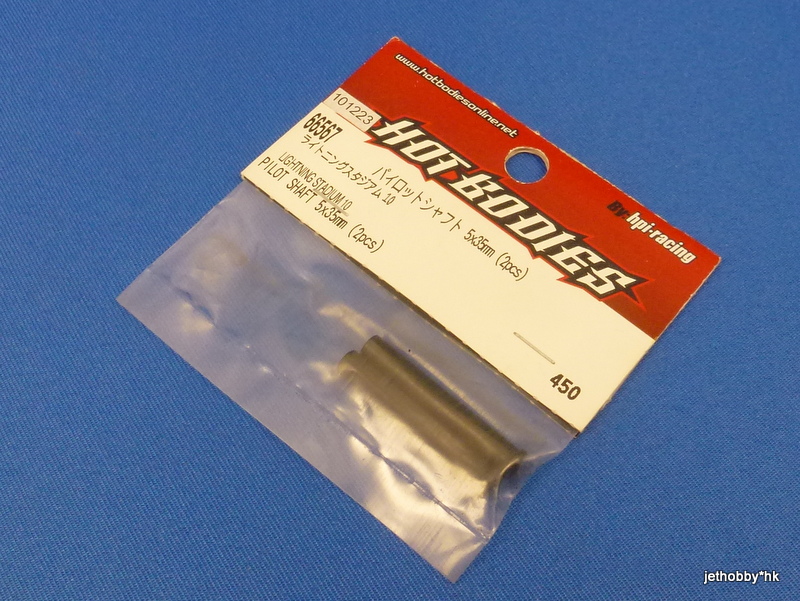 www.hotbodiesonline.net
HOT BODIES
By hpi-racing
101223
66567
パイロットシャフト 5x35mm (2pcs)
ライトニングスタジアム 10
LIGHTNING STADIUM 10
PILOT SHAFT 5x35mm (2pcs)
450
jethobby*hk